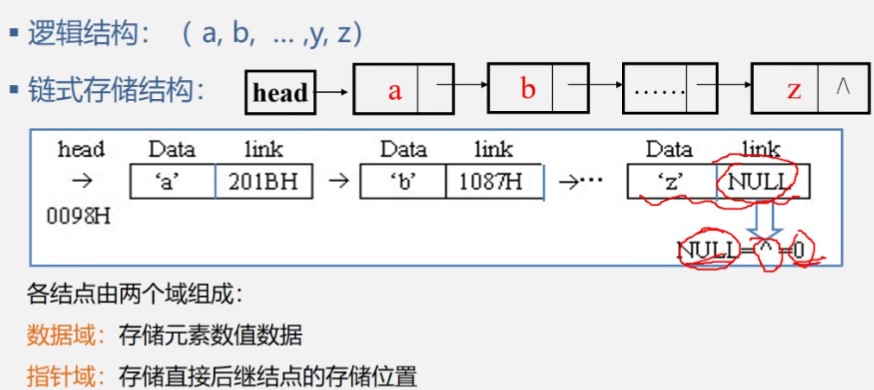 ▪ 逻辑结构： （ a, b, … ,y, z)
▪ 链式存储结构： head → a → b → …… → z ∧
head Data link Data link Data link
→ 'a' 201BH → 'b' 1087H →… 'z' NULL
0098H
NULL=^=0
各结点由两个域组成：
数据域：存储元素数值数据
指针域：存储直接后继结点的存储位置